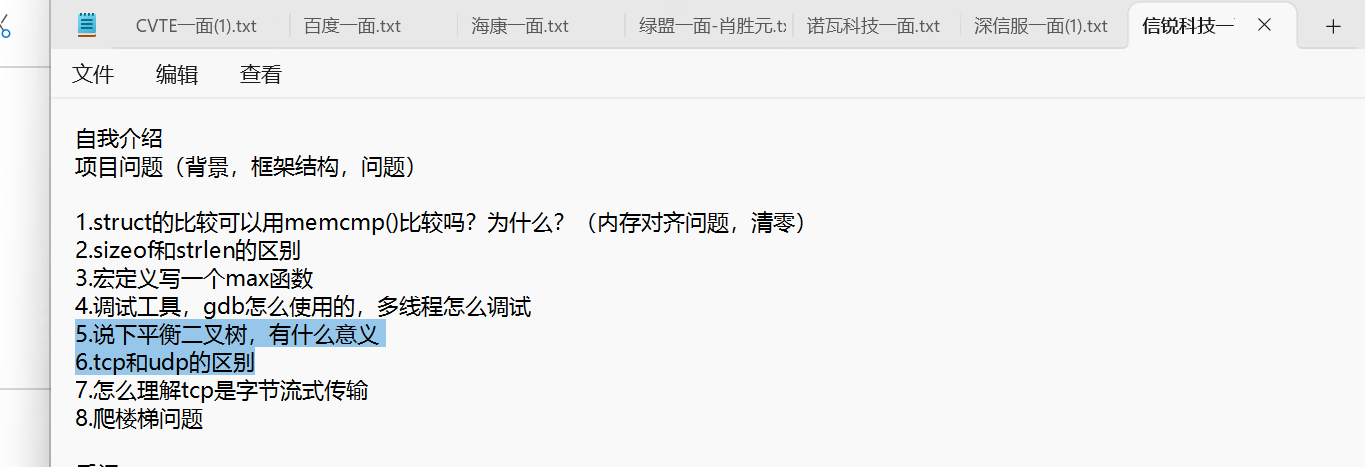 CVTE一面(1).txt
百度一面.txt
海康一面.txt
绿盟一面-肖胜元.t
诺瓦科技一面.txt
深信服一面(1).txt
信锐科技一
文件
编辑
查看
自我介绍
项目问题（背景，框架结构，问题）
1.struct的比较可以用memcmp()比较吗？为什么？（内存对齐问题，清零）
2.sizeof和strlen的区别
3.宏定义写一个max函数
4.调试工具，gdb怎么使用的，多线程怎么调试
5.说下平衡二叉树，有什么意义
6.tcp和udp的区别
7.怎么理解tcp是字节流式传输
8.爬楼梯问题